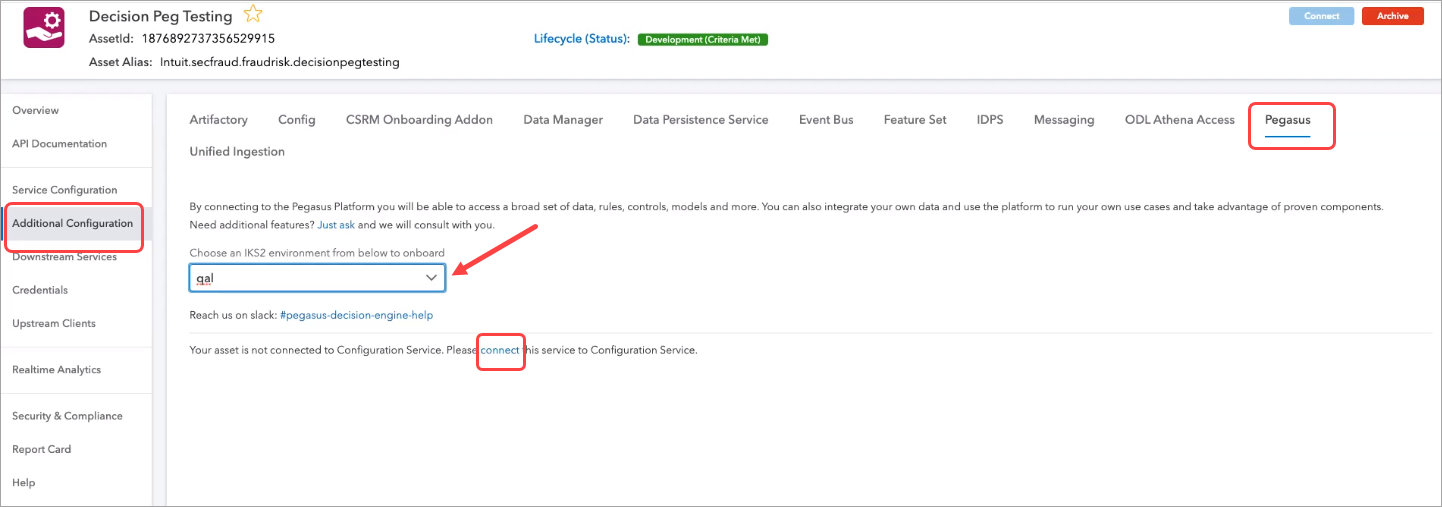 Decision Peg Testing
Connect
Archive
AssetId: 1876892737356529915
Lifecycle (Status): Development (Criteria Met)
Asset Alias: Intuit.secfraud.fraudrisk.decisionpegtesting
Overview
API Documentation
Service Configuration
Additional Configuration
Downstream Services
Credentials
Upstream Clients
Realtime Analytics
Security & Compliance
Report Card
Help
Artifactory Config CSRM Onboarding Addon Data Manager Data Persistence Service Event Bus Feature Set IDPS Messaging ODL Athena Access Pegasus
Unified Ingestion
By connecting to the Pegasus Platform you will be able to access a broad set of data, rules, controls, models and more. You can also integrate your own data and use the platform to run your own use cases and take advantage of proven components.
Need additional features? Just ask and we will consult with you.
Choose an IKS2 environment from below to onboard
qal
Reach us on slack: #pegasus-decision-engine-help
Your asset is not connected to Configuration Service. Please connect this service to Configuration Service.